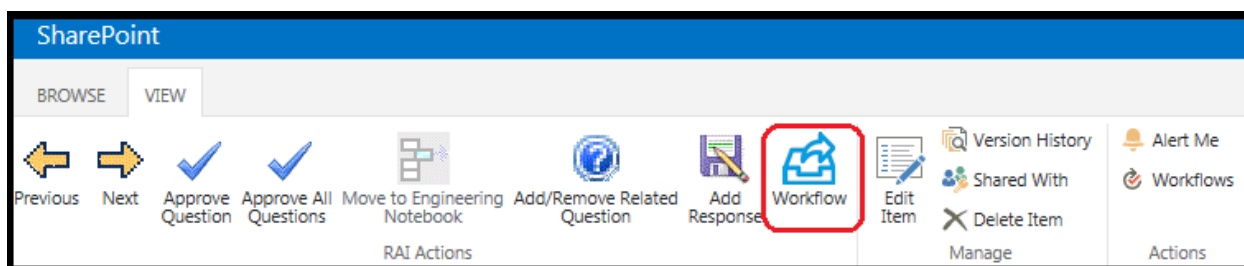 SharePoint
BROWSE VIEW
Previous Next Approve Question Approve All Questions Move to Engineering Notebook Add/Remove Related Question Add Response Workflow Edit Item
Version History
Shared With
Delete Item
Alert Me
Workflows
RAI Actions Manage Actions